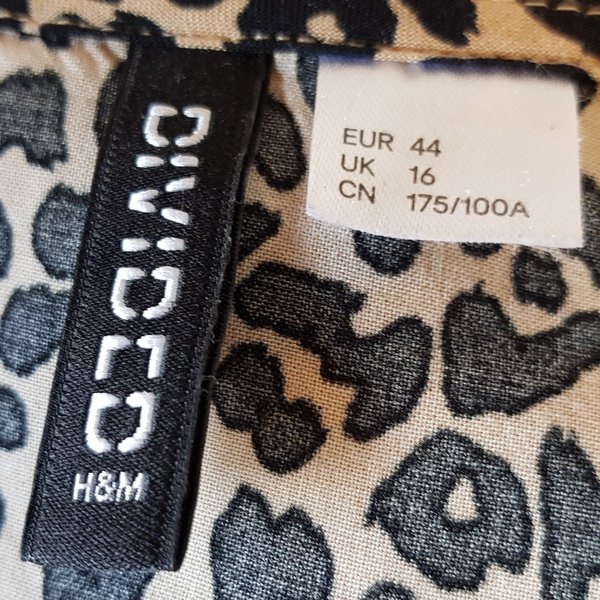 DIVIDED
H&M
EUR 44
UK 16
CN 175/100A